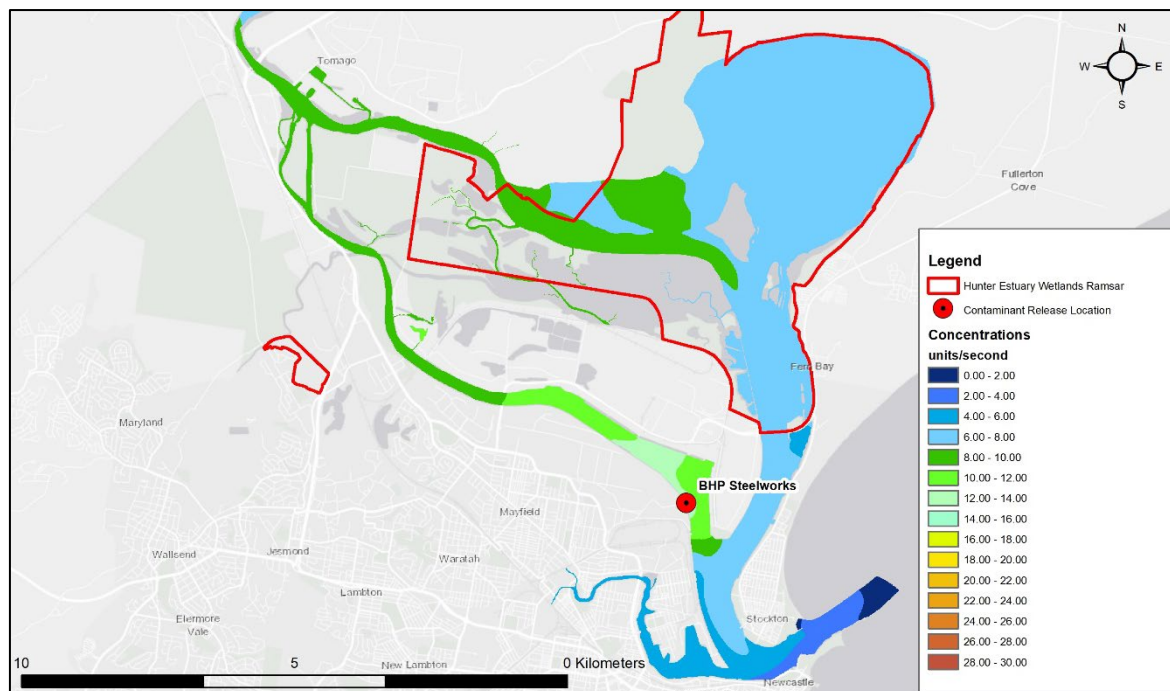 N
W E
S
Tomago
Fullerton
Cove
Legend
Hunter Estuary Wetlands Ramsar
Contaminant Release Location
Concentrations
units/second
0.00 - 2.00
2.00 - 4.00
4.00 - 6.00
6.00 - 8.00
8.00 - 10.00
10.00 - 12.00
12.00 - 14.00
14.00 - 16.00
16.00 - 18.00
18.00 - 20.00
20.00 - 22.00
22.00 - 24.00
24.00 - 26.00
26.00 - 28.00
28.00 - 30.00
Fern Bay
Maryland
BHP Steelworks
Mayfield
Wallsend
Jesmond
Waratah
Lambton
Elermore
Vale
Stockton
New Lambton
Newcastle
10 5 0 Kilometers